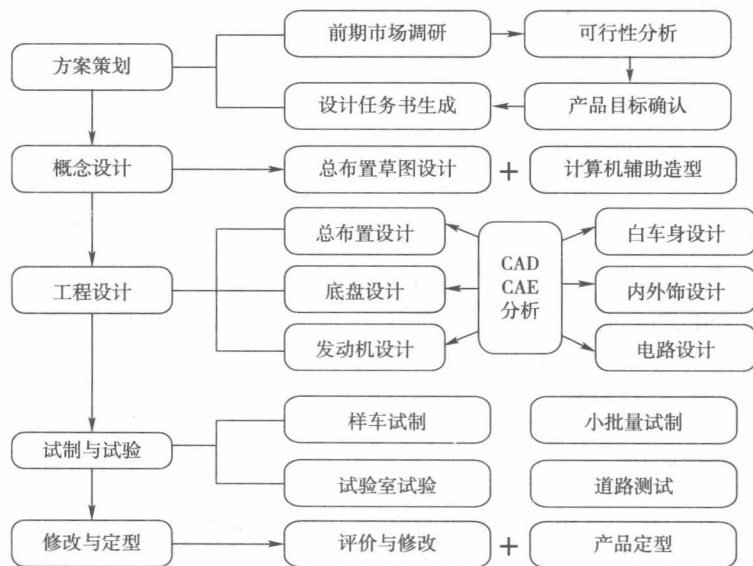 前期市场调研
可行性分析
方案策划
设计任务书生成
产品目标确认
概念设计
总布置草图设计
+
计算机辅助造型
总布置设计
白车身设计
CAD
CAE
分析
工程设计
底盘设计
内外饰设计
发动机设计
电路设计
样车试制
小批量试制
试制与试验
试验室试验
道路测试
修改与定型
评价与修改
+
产品定型